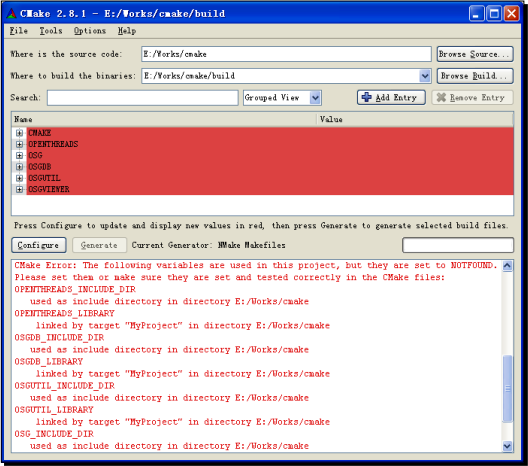 CMake 2.8.1 - E:/Works/cmake/build
File Tools Options Help
Where is the source code: E:/Works/cmake Browse Source...
Where to build the binaries: E:/Works/cmake/build Browse Build...
Search: Grouped View Add Entry Remove Entry
Name Value
CMAKE
OPENTHREADS
OSG
OSGDB
OSGUTIL
OSGVIEWER
Press Configure to update and display new values in red, then press Generate to generate selected build files.
Configure Generate Current Generator: NMake Makefiles
CMake Error: The following variables are used in this project, but they are set to NOTFOUND.
Please set them or make sure they are set and tested correctly in the CMake files:
OPENTHREADS_INCLUDE_DIR
used as include directory in directory E:/Works/cmake
OPENTHREADS_LIBRARY
linked by target "MyProject" in directory E:/Works/cmake
OSGDB_INCLUDE_DIR
used as include directory in directory E:/Works/cmake
OSGDB_LIBRARY
linked by target "MyProject" in directory E:/Works/cmake
OSGUTIL_INCLUDE_DIR
used as include directory in directory E:/Works/cmake
OSGUTIL_LIBRARY
linked by target "MyProject" in directory E:/Works/cmake
OSG_INCLUDE_DIR
used as include directory in directory E:/Works/cmake